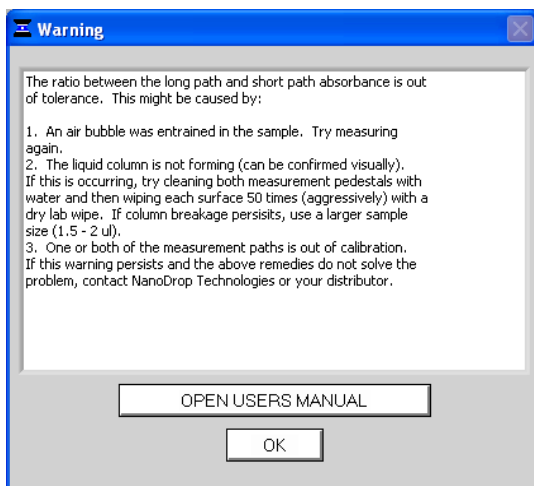 Warning
The ratio between the long path and short path absorbance is out
of tolerance.  This might be caused by:
1.  An air bubble was entrained in the sample.  Try measuring
again.
2.  The liquid column is not forming (can be confirmed visually).
If this is occurring, try cleaning both measurement pedestals with
water and then wiping each surface 50 times (aggressively) with a
dry lab wipe.  If column breakage persisits, use a larger sample
size (1.5 - 2 ul).
3.  One or both of the measurement paths is out of calibration.
If this warning persists and the above remedies do not solve the
problem, contact NanoDrop Technologies or your distributor.
OPEN USERS MANUAL
OK